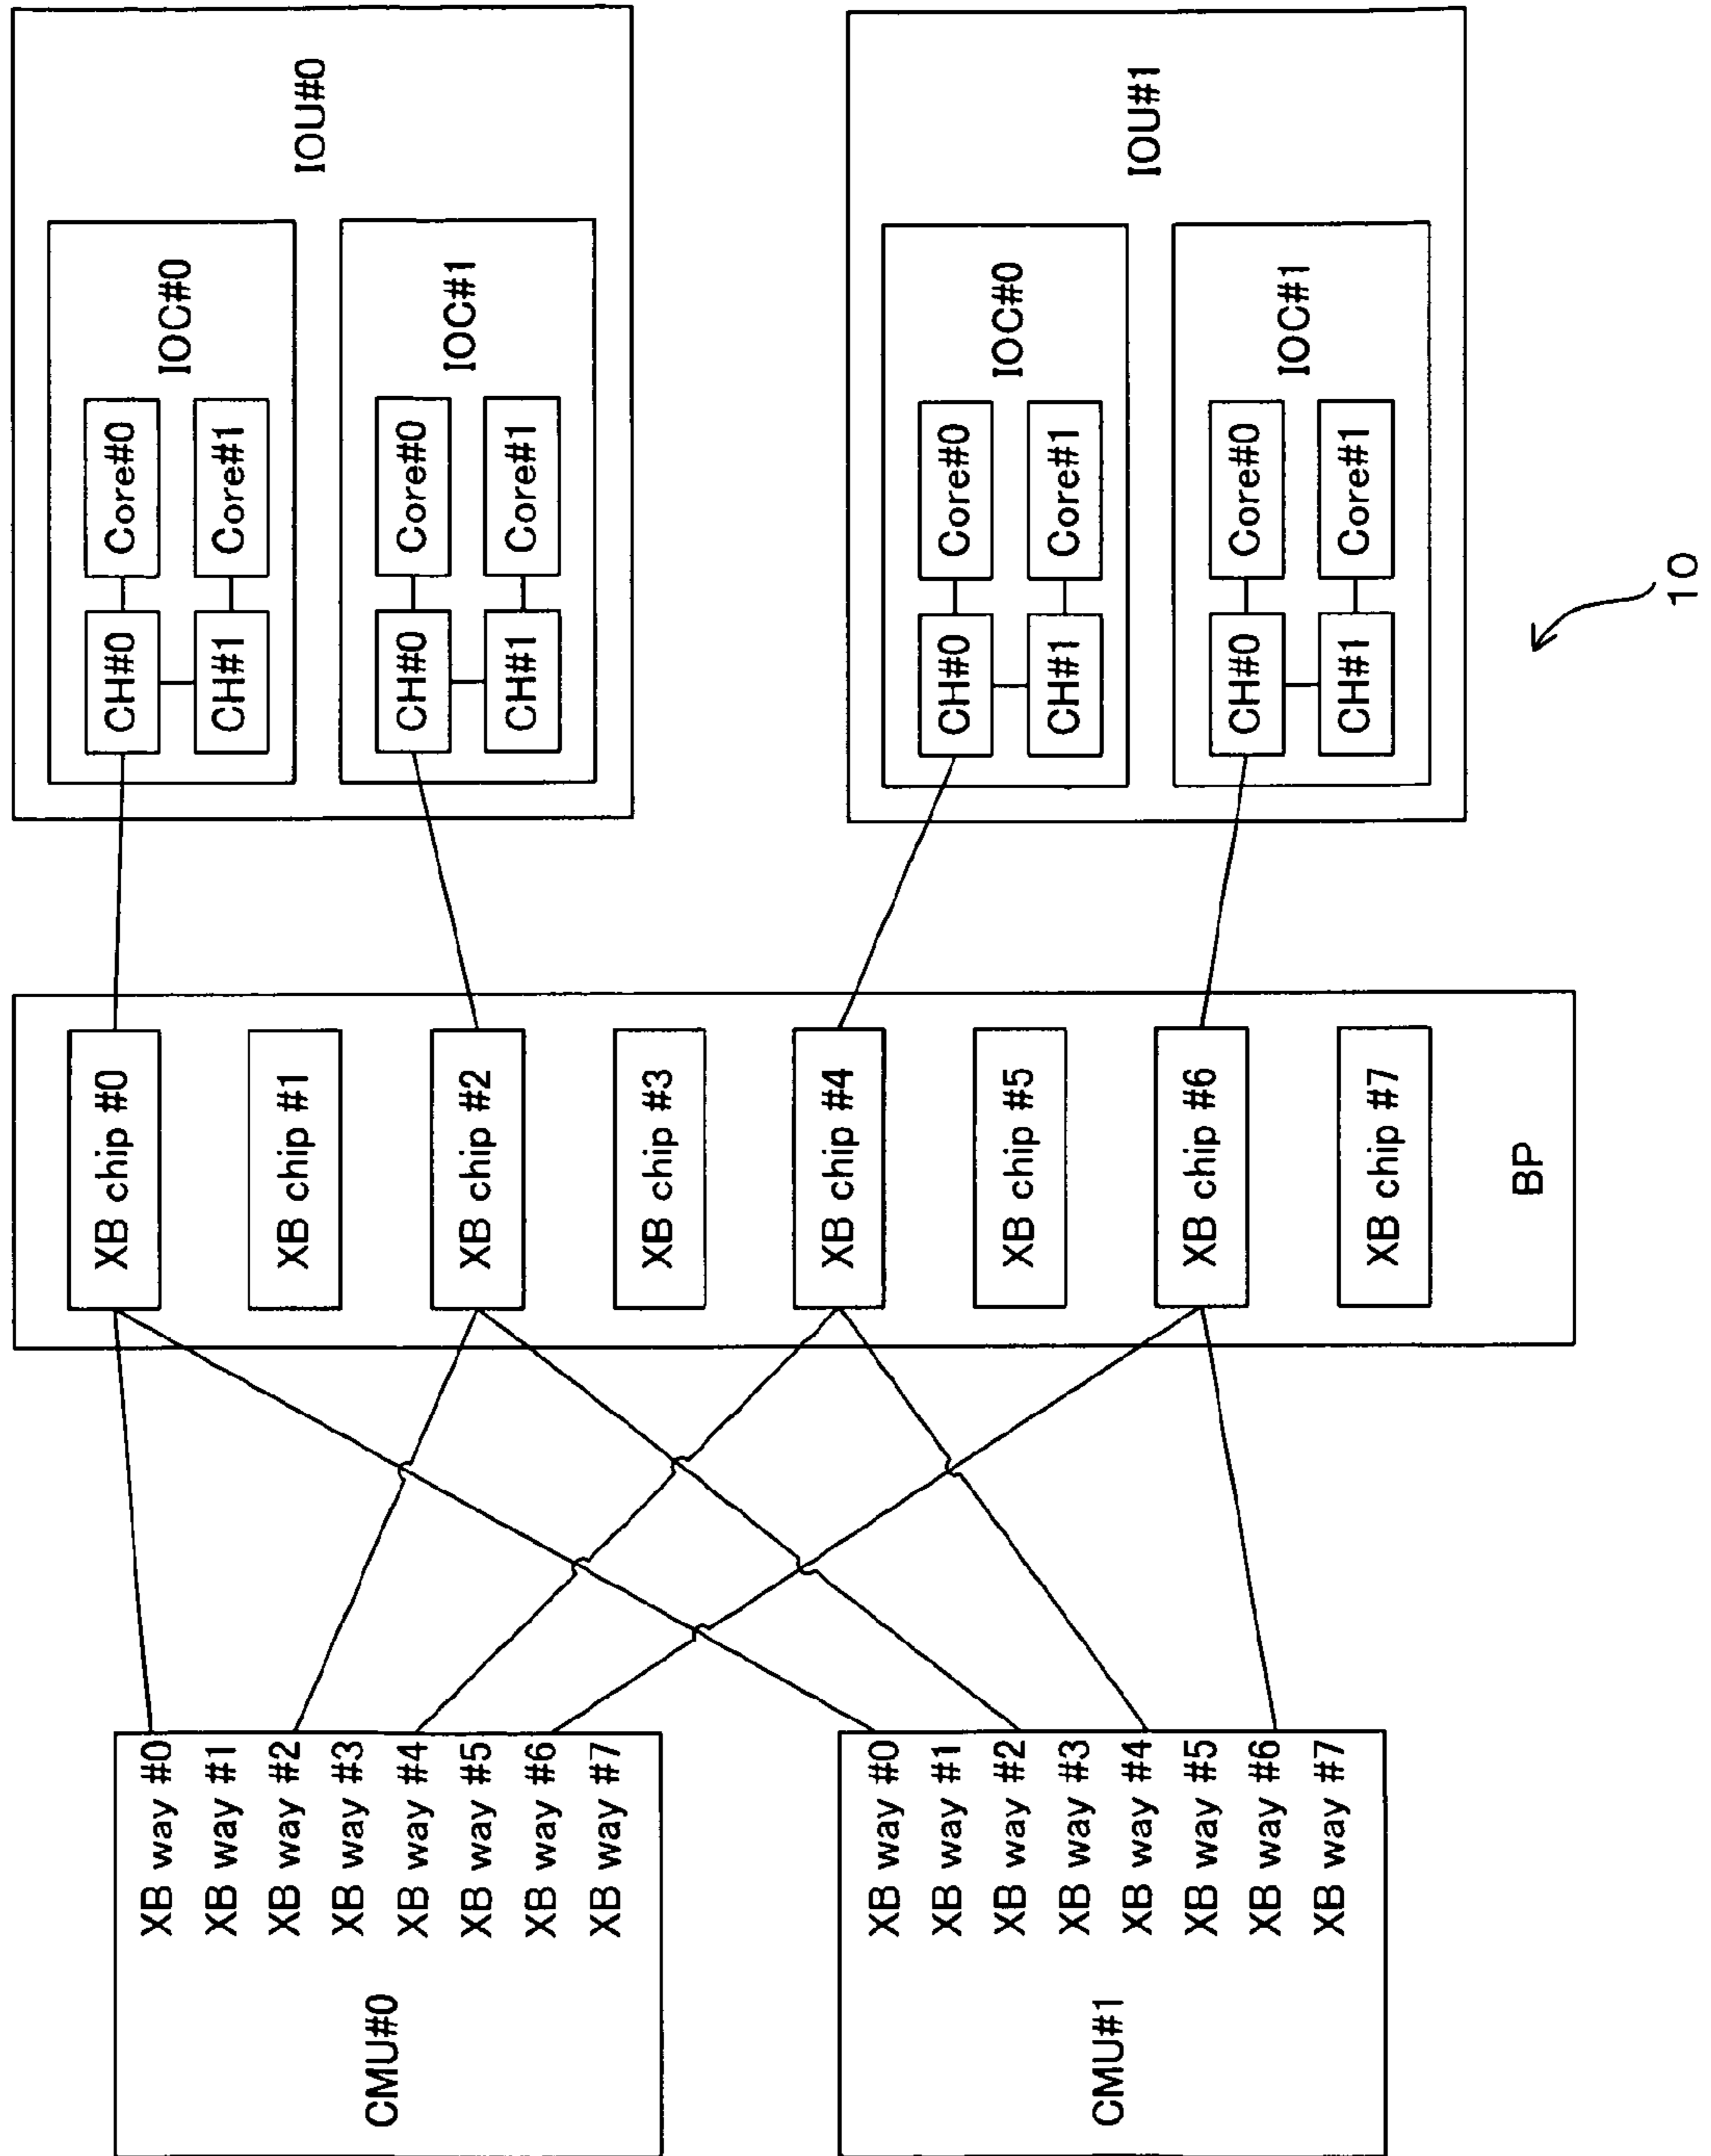 CMU#0
XB way #0
XB way #1
XB way #2
XB way #3
XB way #4
XB way #5
XB way #6
XB way #7
CMU#1
XB way #0
XB way #1
XB way #2
XB way #3
XB way #4
XB way #5
XB way #6
XB way #7
XB chip #0
XB chip #1
XB chip #2
XB chip #3
XB chip #4
XB chip #5
XB chip #6
XB chip #7
BP
CH#0
Core#0
CH#1
Core#1
IOC#0
CH#0
Core#0
CH#1
Core#1
IOC#1
IOU#0
CH#0
Core#0
CH#1
Core#1
IOC#0
CH#0
Core#0
CH#1
Core#1
IOC#1
IOU#1
10